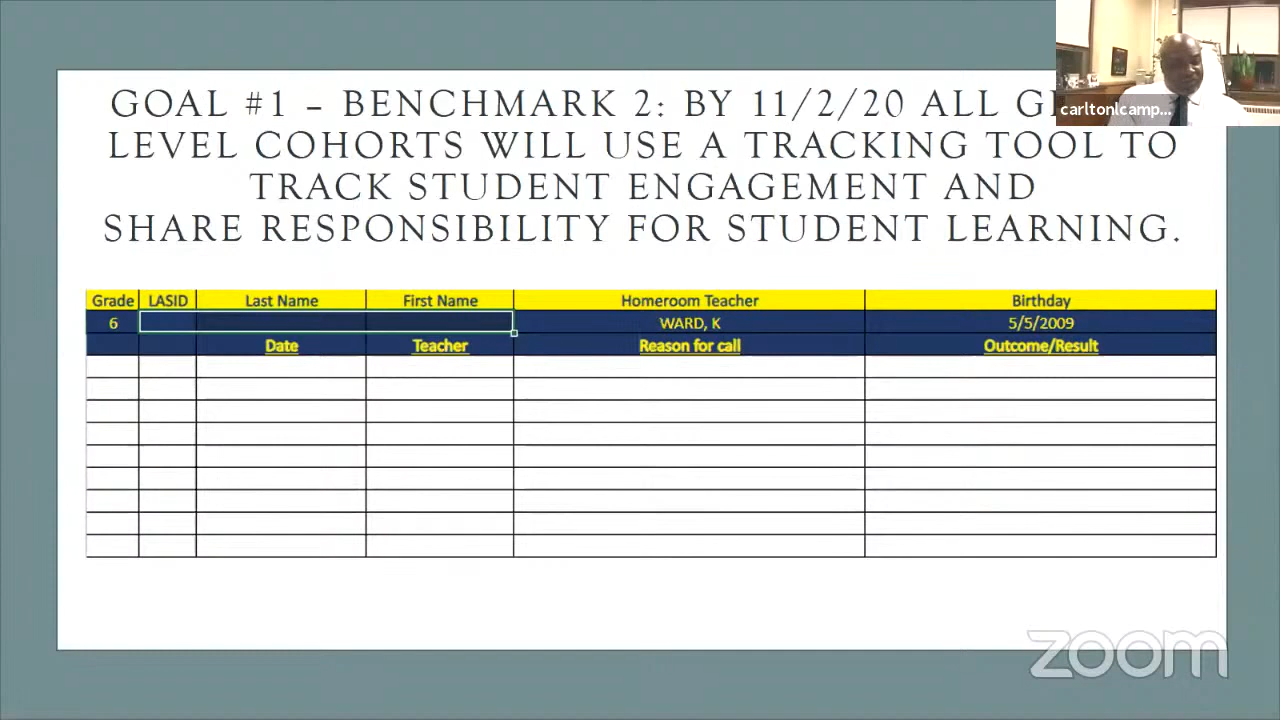 GOAL #1 – BENCHMARK 2: BY 11/2/20 ALL
LEVEL COHORTS WILL USE A TRACKING TOOL TO
TRACK STUDENT ENGAGEMENT AND
SHARE RESPONSIBILITY FOR STUDENT LEARNING.
carltonlcamp...
Grade LASID Last Name First Name Homeroom Teacher Birthday
6 WARD, K 5/5/2009
Date Teacher Reason for call Outcome/Result
zoom